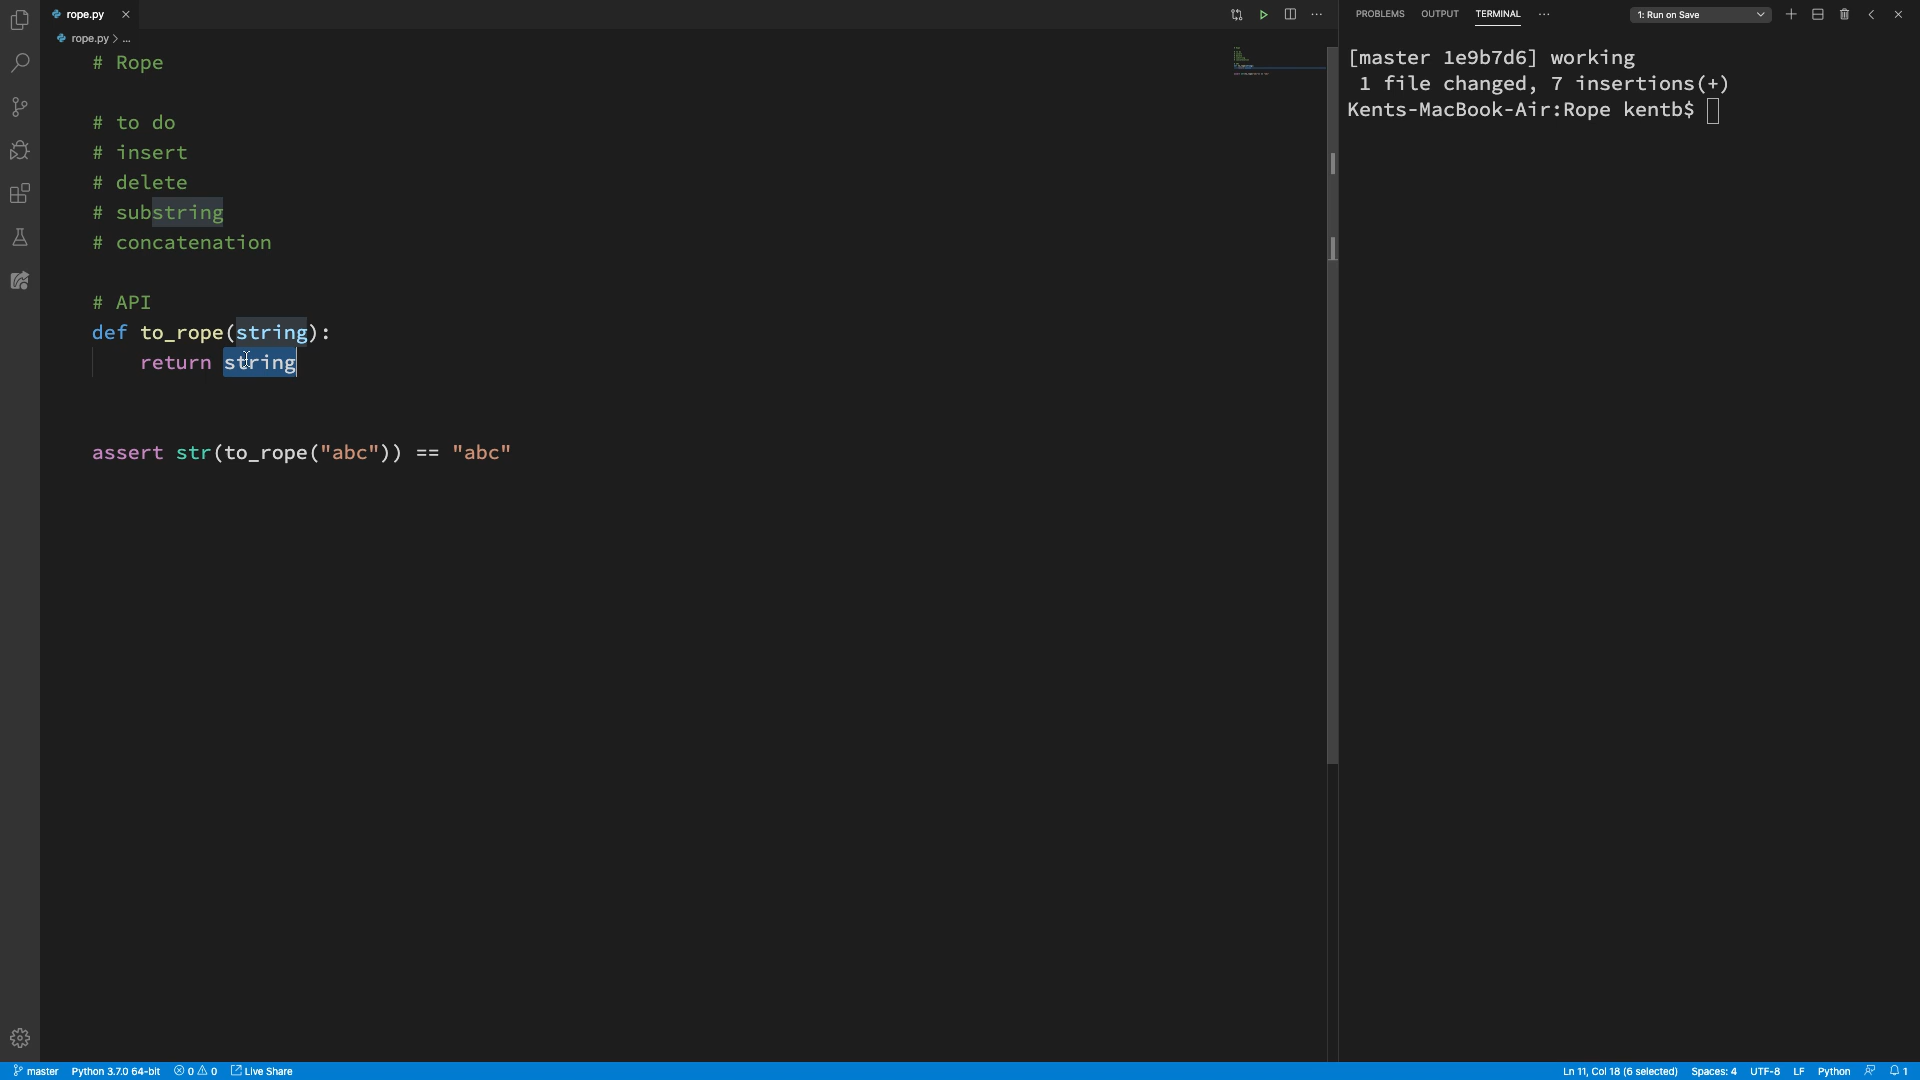 rope.py
PROBLEMS OUTPUT TERMINAL ... 1: Run on Save
rope.py > ...
# Rope
# to do
# insert
# delete
# substring
# concatenation
# API
def to_rope(string):
return string
assert str(to_rope("abc")) == "abc"
[master 1e9b7d6] working
1 file changed, 7 insertions(+)
Kents-MacBook-Air:Rope kentb$
master Python 3.7.0 64-bit 0 0 Live Share Ln 11, Col 18 (6 selected) Spaces: 4 UTF-8 LF Python 1